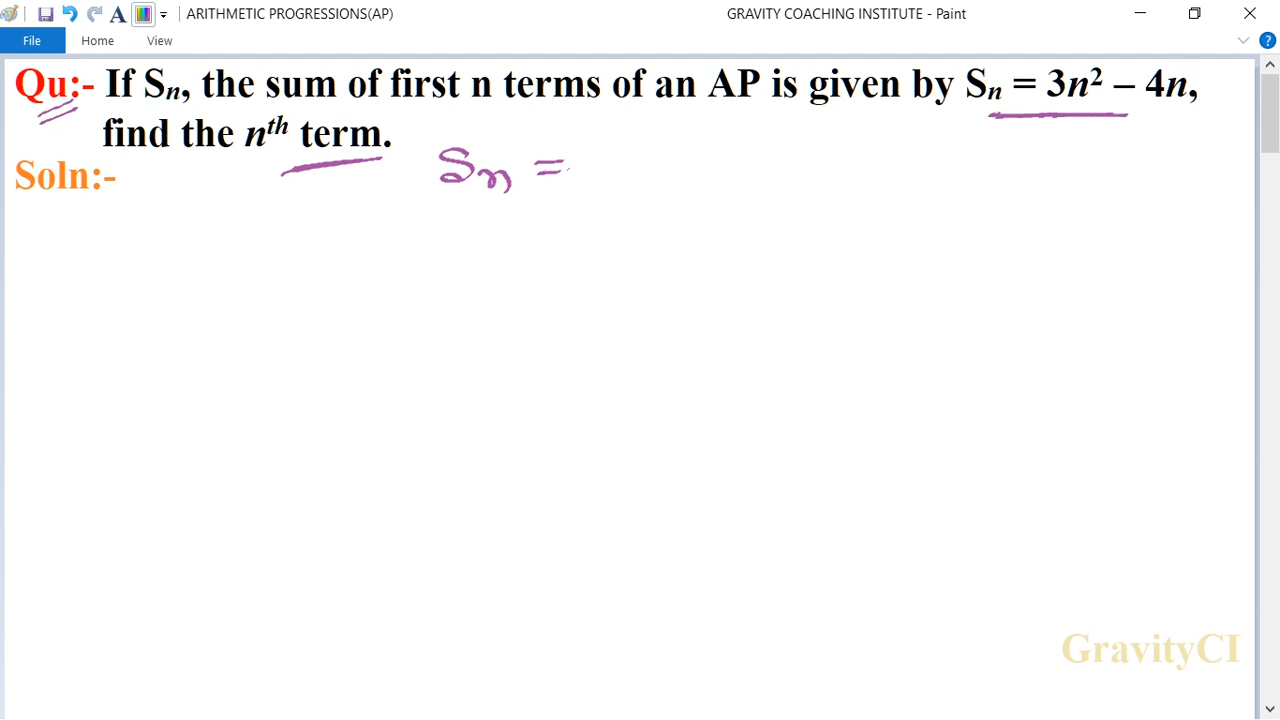 ARITHMETIC PROGRESSIONS(AP)
GRAVITY COACHING INSTITUTE - Paint
File Home View
Qu:- If Sₙ, the sum of first n terms of an AP is given by Sₙ = 3n² – 4n,
find the nᵗʰ term.
Soln:- Sₙ =
GravityCI